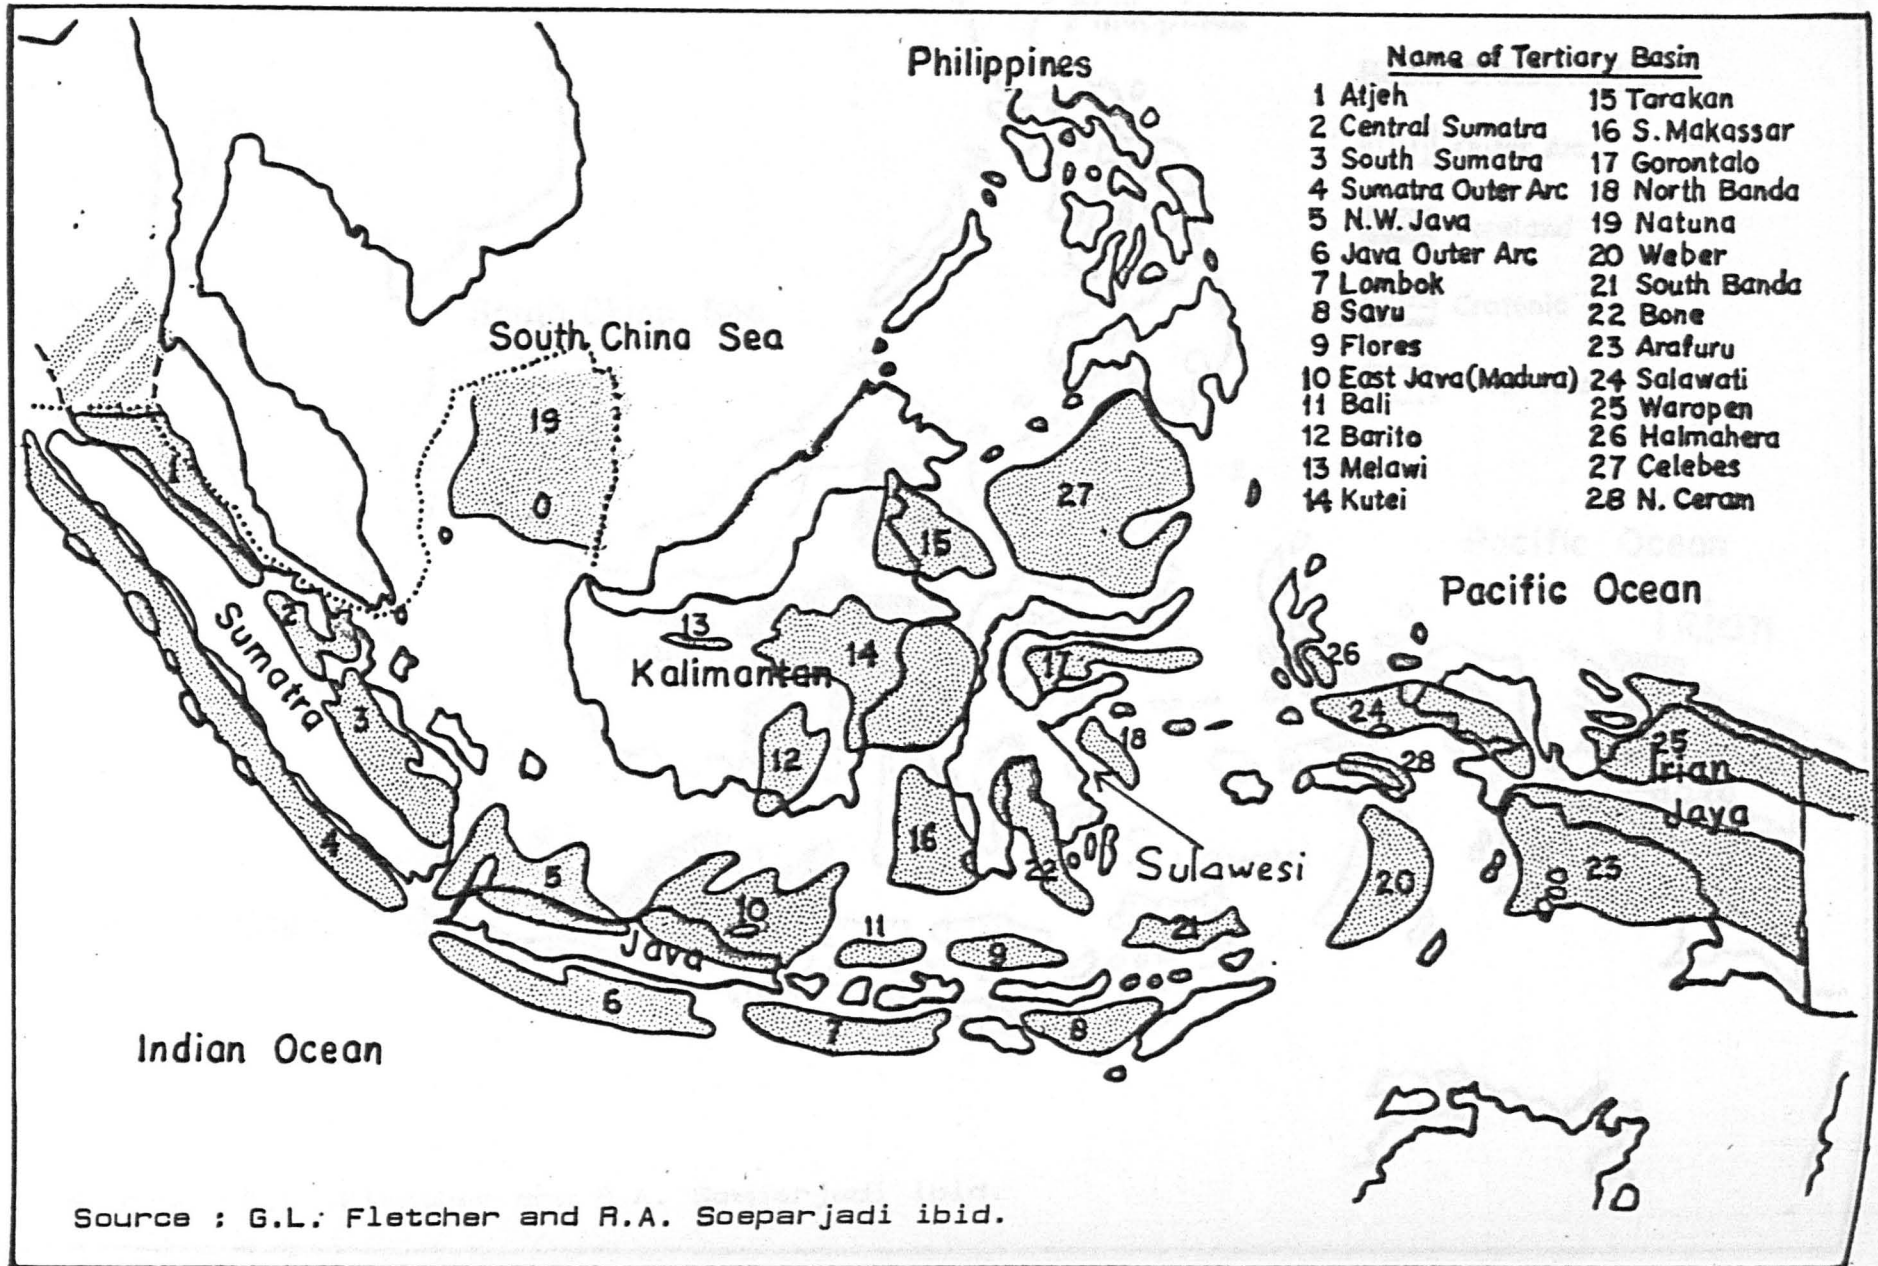 Philippines
Name of Tertiary Basin
1 Atjeh
2 Central Sumatra
3 South Sumatra
4 Sumatra Outer Arc
5 N.W. Java
6 Java Outer Arc
7 Lombok
8 Savu
9 Flores
10 East Java (Madura)
11 Bali
12 Barito
13 Melawi
14 Kutei
15 Tarakan
16 S. Makassar
17 Gorontalo
18 North Banda
19 Natuna
20 Weber
21 South Banda
22 Bone
23 Arafuru
24 Salawati
25 Waropen
26 Halmahera
27 Celebes
28 N. Ceram
South China Sea
19
0
27
1
15
Pacific Ocean
2
13
14
Kalimantan
17
26
Sumatra
3
24
18
25
Irian
Jaya
12
28
4
16
5
22
Sulawesi
20
23
10
11
9
21
Java
6
7
8
Indian Ocean
Source : G.L. Fletcher and R.A. Soeparjadi ibid.